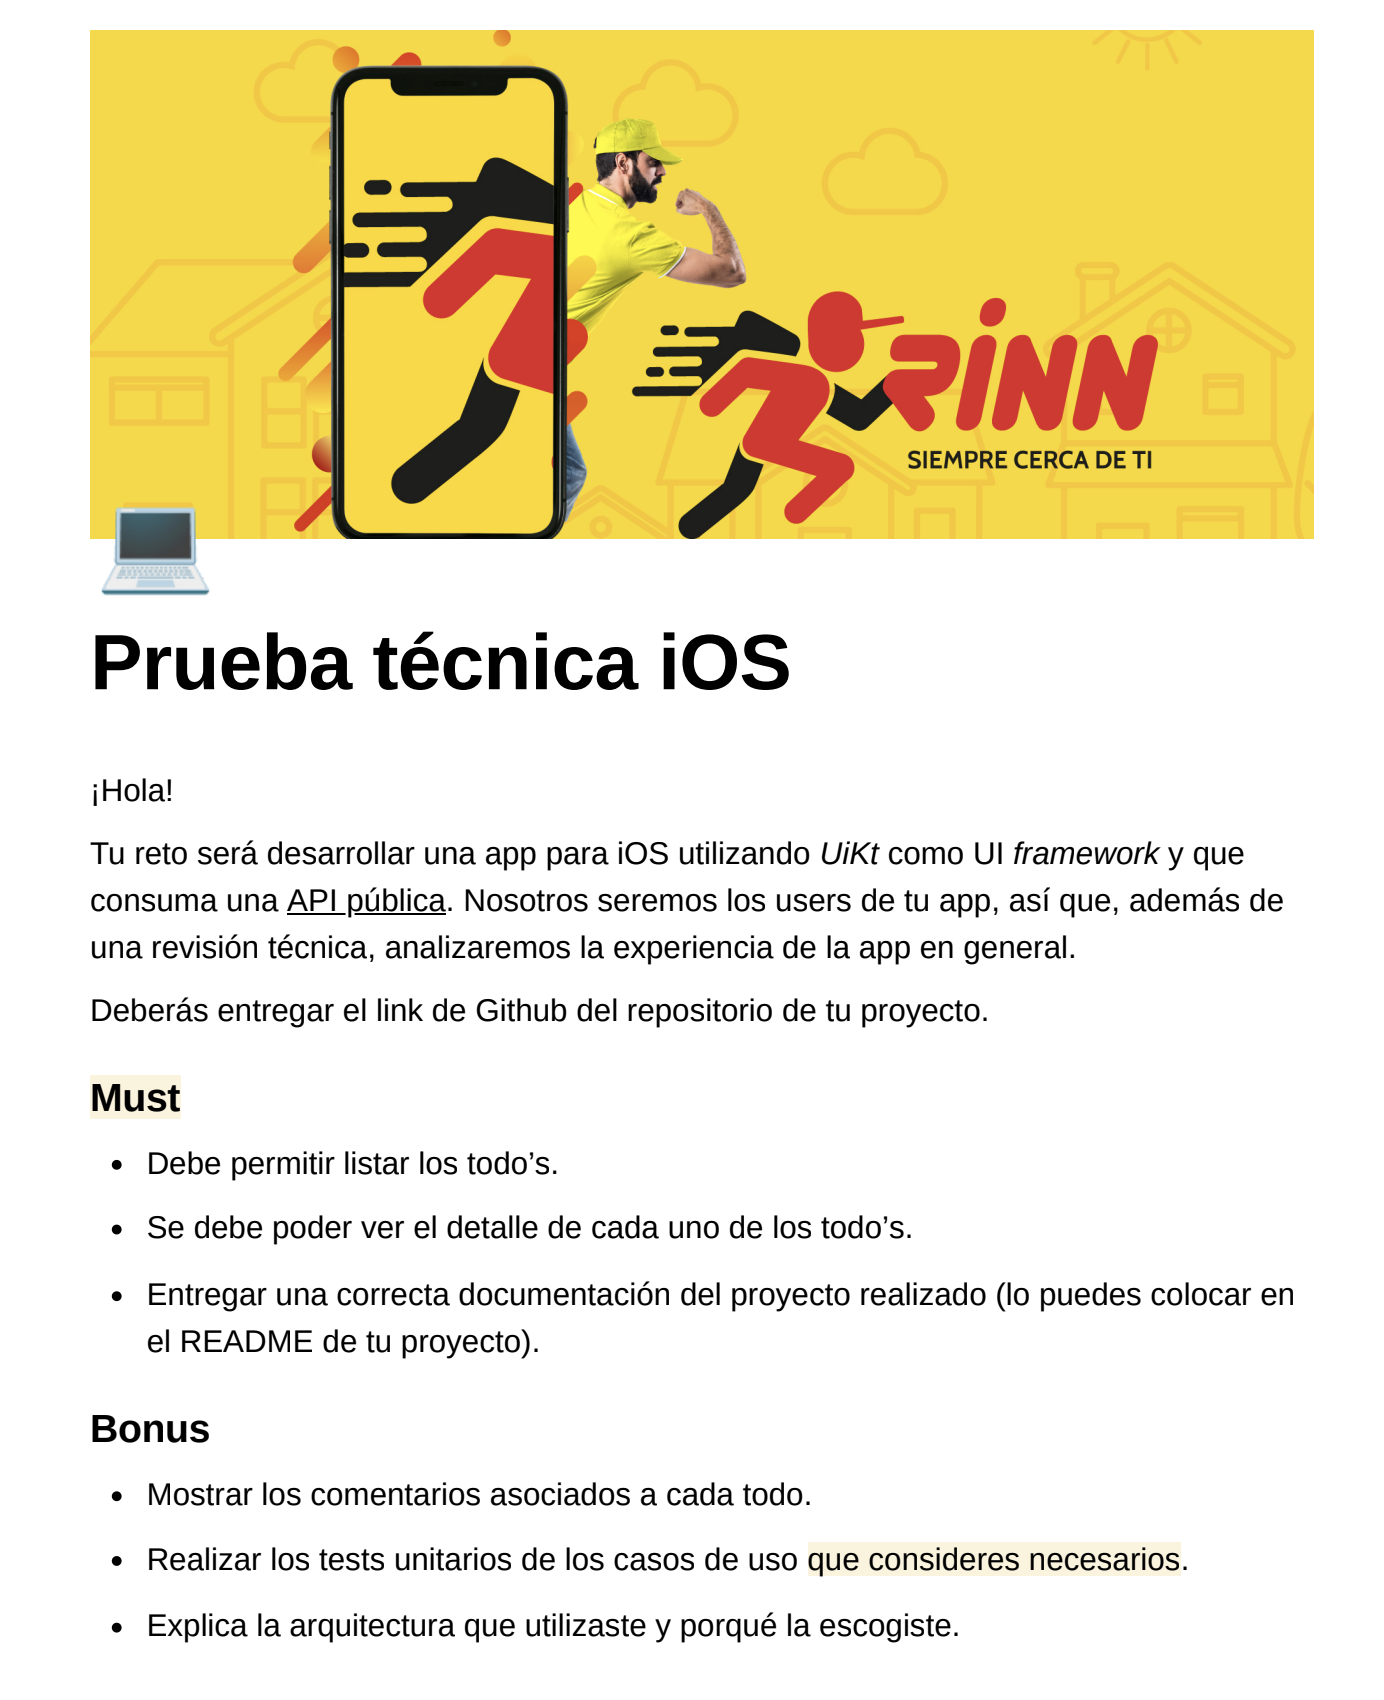 RINN
SIEMPRE CERCA DE TI
Prueba técnica iOS
¡Hola!
Tu reto será desarrollar una app para iOS utilizando UiKt como UI framework y que
consuma una API pública. Nosotros seremos los users de tu app, así que, además de
una revisión técnica, analizaremos la experiencia de la app en general.
Deberás entregar el link de Github del repositorio de tu proyecto.
Must
• Debe permitir listar los todo’s.
• Se debe poder ver el detalle de cada uno de los todo’s.
• Entregar una correcta documentación del proyecto realizado (lo puedes colocar en
el README de tu proyecto).
Bonus
• Mostrar los comentarios asociados a cada todo.
• Realizar los tests unitarios de los casos de uso que consideres necesarios.
• Explica la arquitectura que utilizaste y porqué la escogiste.